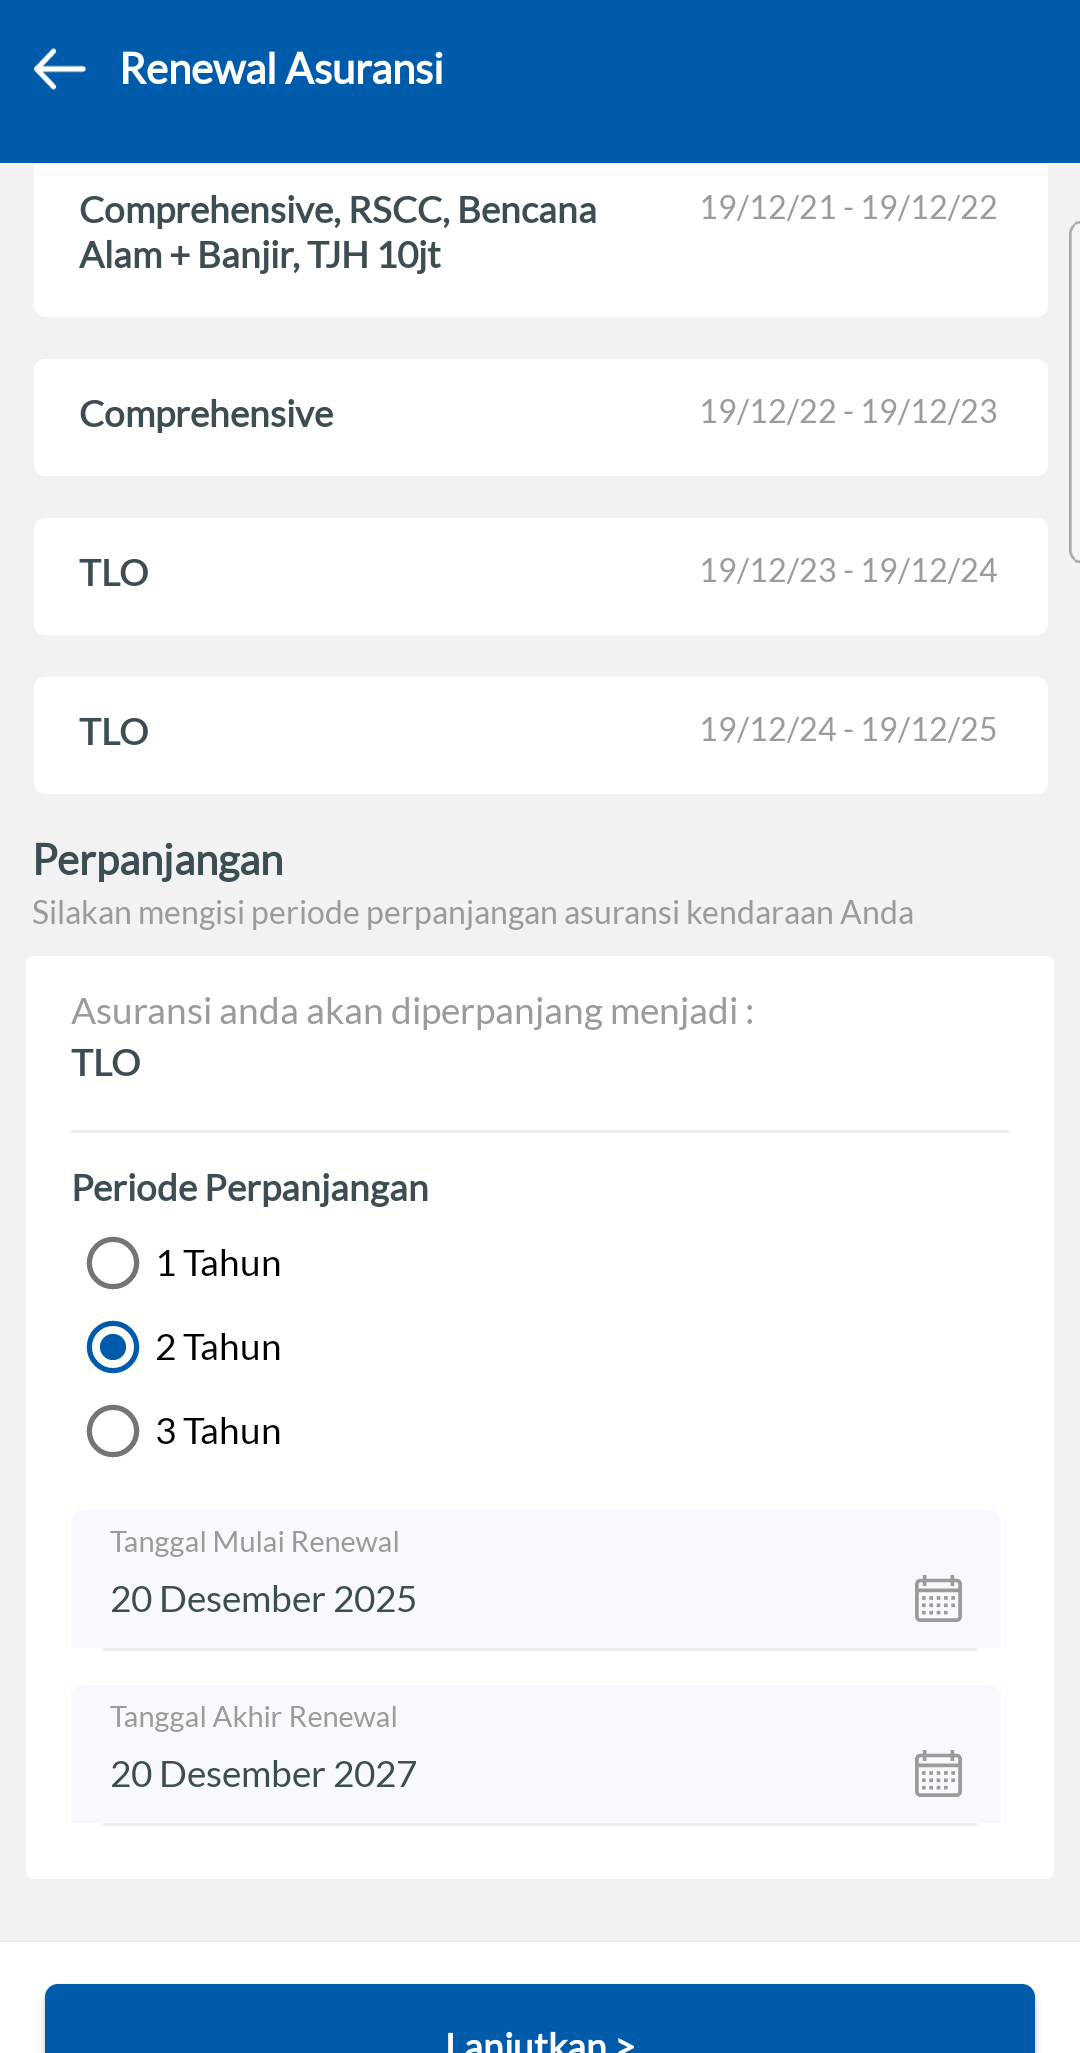 Renewal Asuransi
Comprehensive, RSCC, Bencana
Alam + Banjir, TJH 10jt
19/12/21 - 19/12/22
Comprehensive
19/12/22 - 19/12/23
TLO
19/12/23 - 19/12/24
TLO
19/12/24 - 19/12/25
Perpanjangan
Silakan mengisi periode perpanjangan asuransi kendaraan Anda
Asuransi anda akan diperpanjang menjadi :
TLO
Periode Perpanjangan
1 Tahun
2 Tahun
3 Tahun
Tanggal Mulai Renewal
20 Desember 2025
Tanggal Akhir Renewal
20 Desember 2027
Lanjutkan >